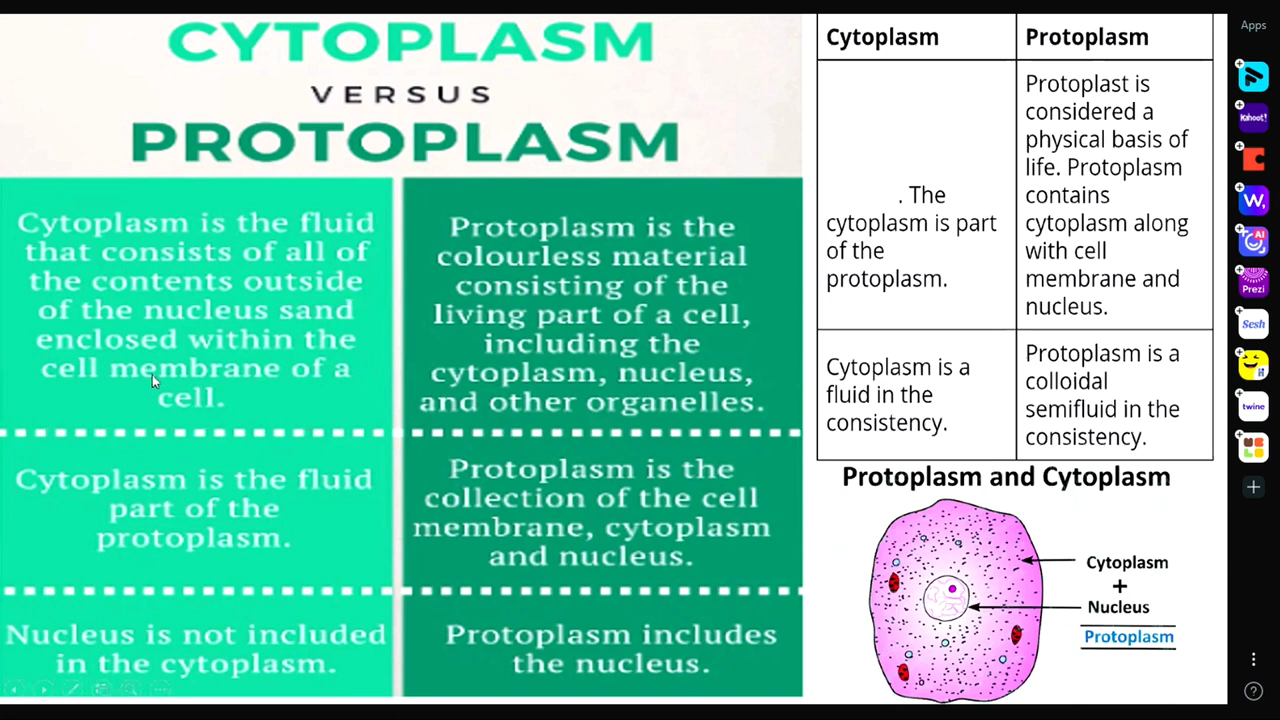 CYTOPLASM
VERSUS
PROTOPLASM
Cytoplasm is the fluid
that consists of all of
the contents outside
of the nucleus sand
enclosed within the
cell membrane of a
cell.
Protoplasm is the
colourless material
consisting of the
living part of a cell,
including the
cytoplasm, nucleus,
and other organelles.
Cytoplasm is the fluid
part of the
protoplasm.
Protoplasm is the
collection of the cell
membrane, cytoplasm
and nucleus.
Nucleus is not included
in the cytoplasm.
Protoplasm includes
the nucleus.
Cytoplasm
Protoplasm
. The
cytoplasm is part
of the
protoplasm.
Protoplast is
considered a
physical basis of
life. Protoplasm
contains
cytoplasm along
with cell
membrane and
nucleus.
Cytoplasm is a
fluid in the
consistency.
Protoplasm is a
colloidal
semifluid in the
consistency.
Protoplasm and Cytoplasm
Cytoplasm
+
Nucleus
Protoplasm
Apps
Kahoot!
W,
AI
Prezi
Sesh
twine